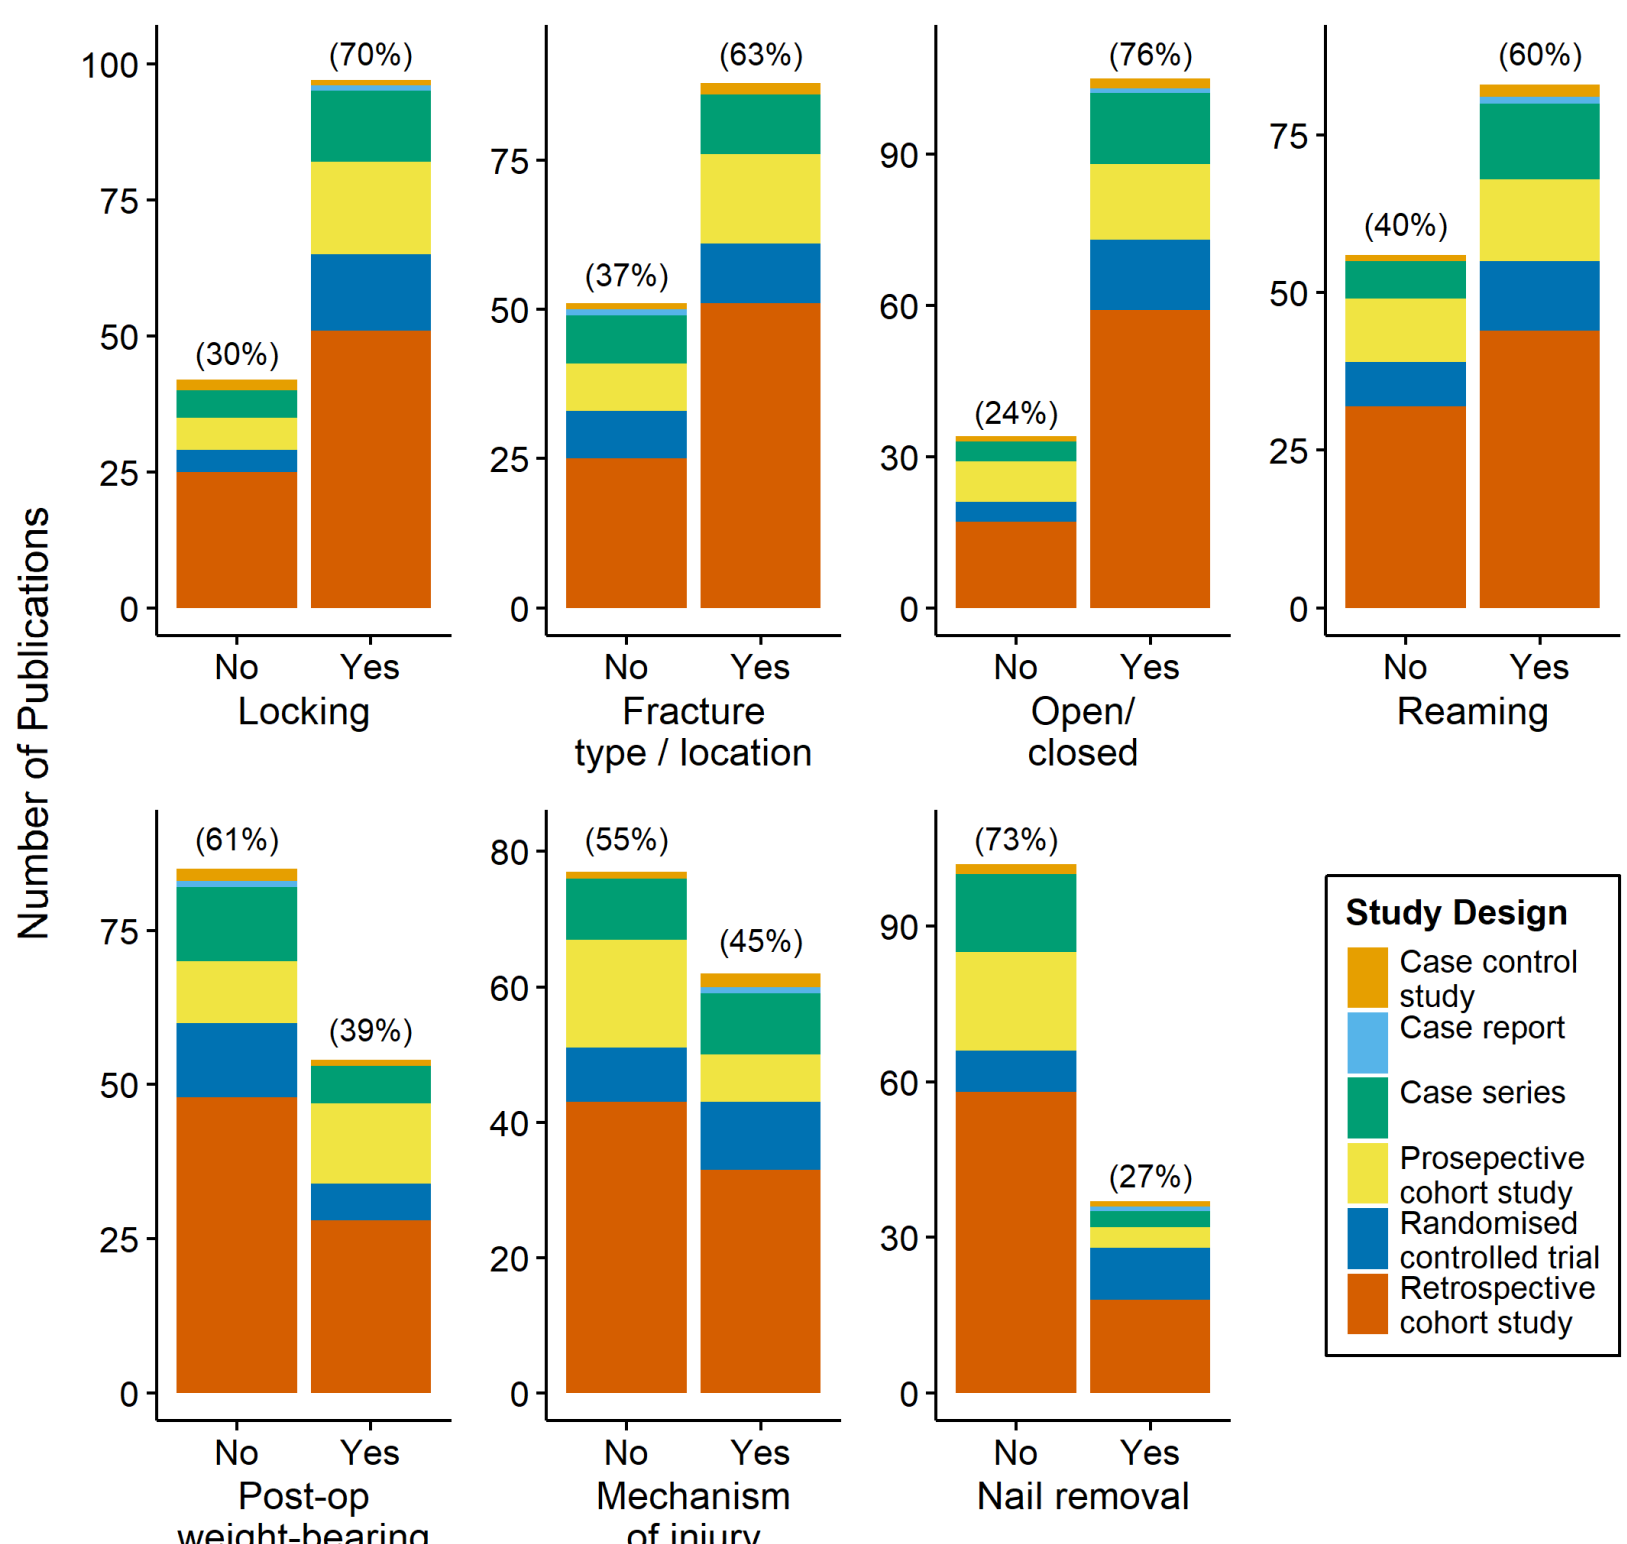 Number of Publications
100
75
50
25
0
(30%)
(70%)
No
Yes
Locking
75
50
25
0
(37%)
(63%)
No
Yes
Fracture
type / location
90
60
30
0
(24%)
(76%)
No
Yes
Open/
closed
75
50
25
0
(40%)
(60%)
No
Yes
Reaming
75
50
25
0
(61%)
(39%)
No
Yes
Post-op
weight-bearing
80
60
40
20
0
(55%)
(45%)
No
Yes
Mechanism
of injury
90
60
30
0
(73%)
(27%)
No
Yes
Nail removal
Study Design
Case control
study
Case report
Case series
Prosepective
cohort study
Randomised
controlled trial
Retrospective
cohort study